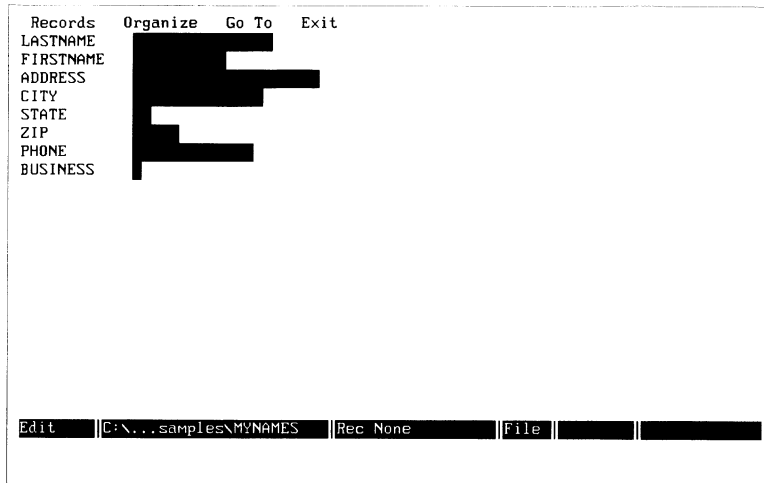 Records Organize Go To Exit
LASTNAME
FIRSTNAME
ADDRESS
CITY
STATE
ZIP
PHONE
BUSINESS
Edit C:\...samples\MYNAMES Rec None File